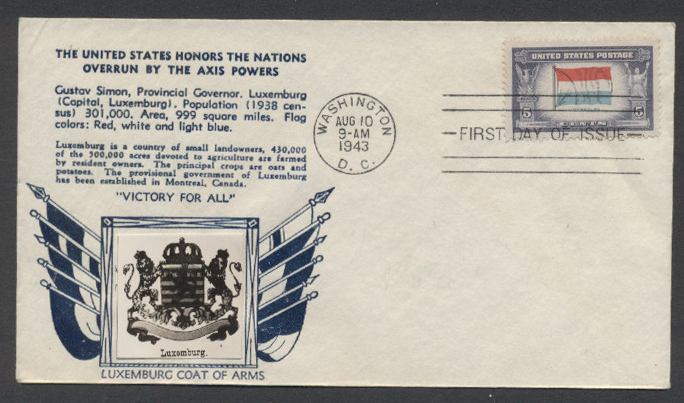 THE UNITED STATES HONORS THE NATIONS
OVERRUN BY THE AXIS POWERS
Gustav Simon, Provincial Governor. Luxemburg
(Capital, Luxemburg). Population (1938 cen-
sus) 301,000. Area, 999 square miles. Flag
colors: Red, white and light blue.
Luxemburg is a country of small landowners, 430,000
of the 500,000 acres devoted to agriculture are farmed
by resident owners. The principal crops are oats and
potatoes. The provisional government of Luxemburg
has been established in Montreal, Canada.
"VICTORY FOR ALL"
Luxemburg.
LUXEMBURG COAT OF ARMS
WASHINGTON
AUG 10
9-AM
1943
D. C.
UNITED STATES POSTAGE
5 5
FIRST DAY OF ISSUE